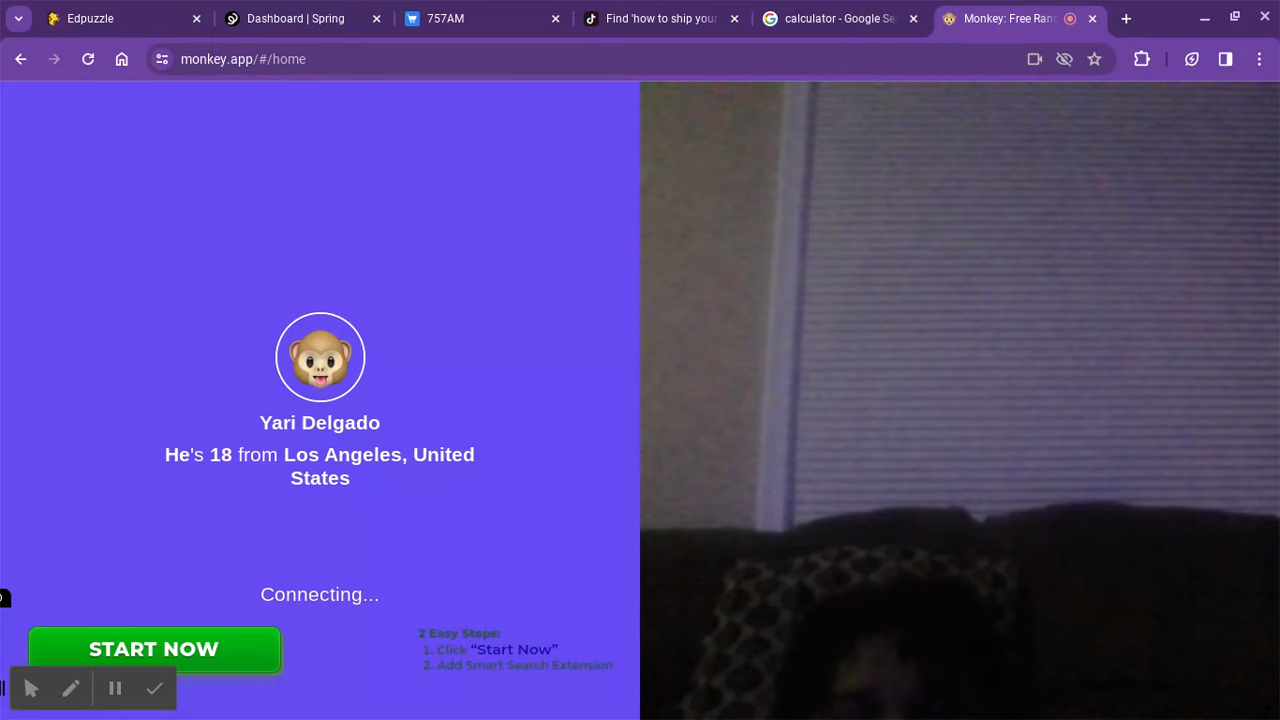 Edpuzzle
Dashboard | Spring
757AM
Find 'how to ship your
calculator - Google Se
Monkey: Free Ran
monkey.app/#/home
Yari Delgado
He's 18 from Los Angeles, United
States
Connecting...
START NOW
2 Easy Steps:
1. Click "Start Now"
2. Add Smart Search Extension